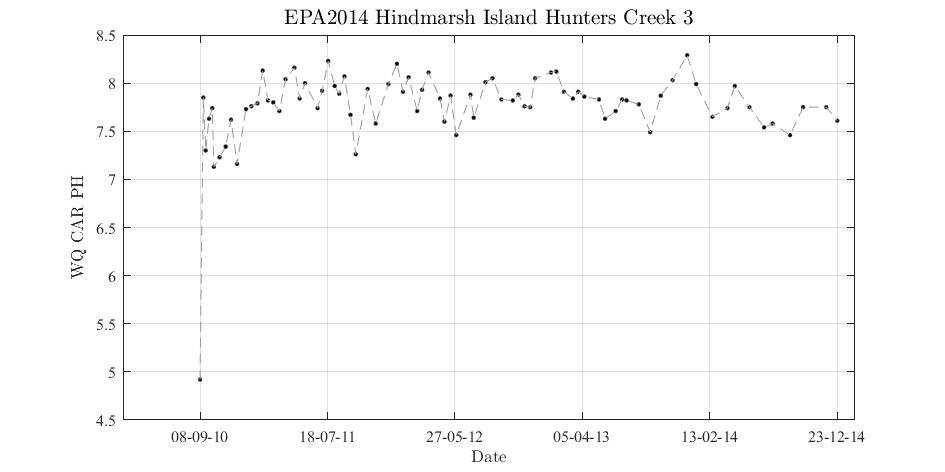 EPA2014 Hindmarsh Island Hunters Creek 3
8.5
8
7.5
7
6.5
6
5.5
5
4.5
WQ CAR PH
08-09-10 18-07-11 27-05-12 05-04-13 13-02-14 23-12-14
Date